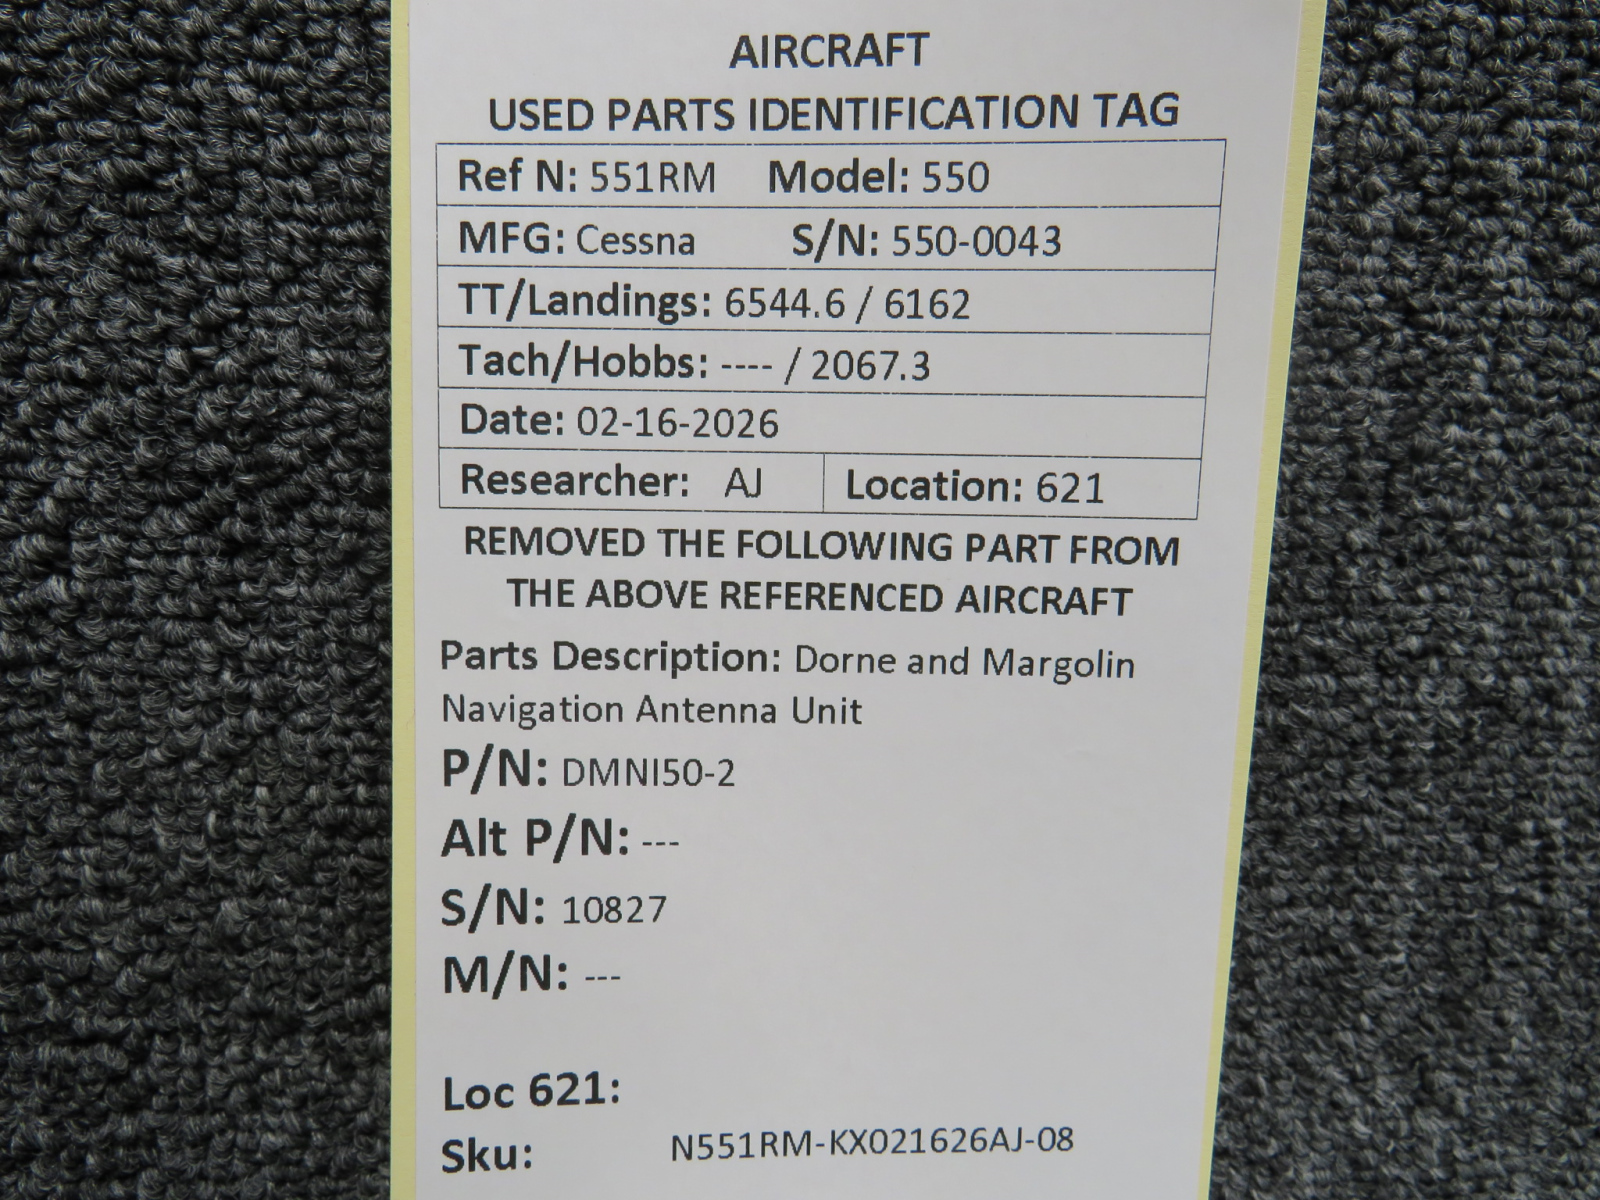 AIRCRAFT
USED PARTS IDENTIFICATION TAG
Ref N: 551RM Model: 550
MFG: Cessna S/N: 550-0043
TT/Landings: 6544.6 / 6162
Tach/Hobbs: ---- / 2067.3
Date: 02-16-2026
Researcher: AJ Location: 621
REMOVED THE FOLLOWING PART FROM
THE ABOVE REFERENCED AIRCRAFT
Parts Description: Dorne and Margolin
Navigation Antenna Unit
P/N: DMNI50-2
Alt P/N: ---
S/N: 10827
M/N: ---
Loc 621:
Sku: N551RM-KX021626AJ-08